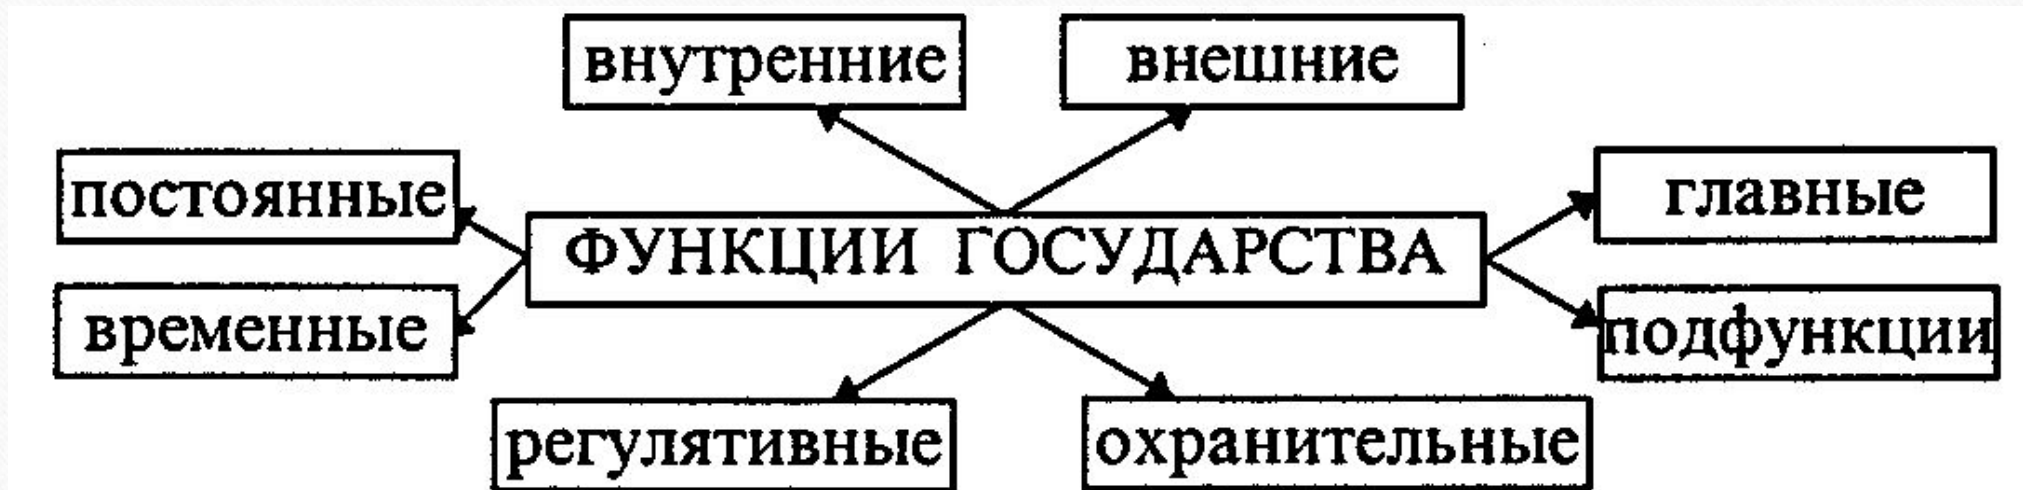 внутренние
внешние
постоянные
главные
ФУНКЦИИ ГОСУДАРСТВА
временные
подфункции
регулятивные
охранительные